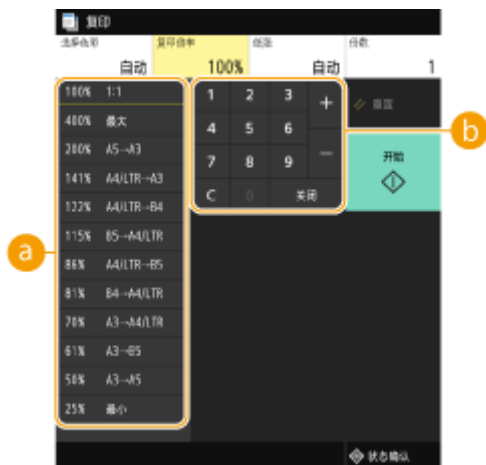 复印
选择色彩 复印倍率 纸张 份数
自动 100% 自动 1
100% 1:1
400% 最大
200% A5→A3
141% A4/LTR→A3
122% A4/LTR→B4
115% B5→A4/LTR
86% A4/LTR→B5
81% B4→A4/LTR
70% A3→A4/LTR
61% A3→B5
50% A3→A5
25% 最小
1 2 3 +
4 5 6
7 8 9 −
C 0 关闭
重置
开始
状态确认
a
b